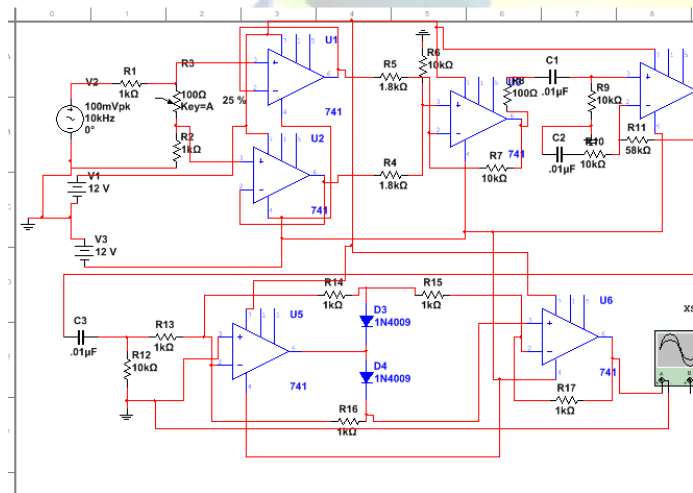 0 1 2 3 4 5 6 7 8
U1
R6
10kΩ
C1
.01µF
R1
1kΩ
R3
R5
1.8kΩ
V2
100mVpk
10kHz
0°
100Ω
Key=A
25 %
741
R8
100Ω
R9
10kΩ
U2
R2
1kΩ
R4
1.8kΩ
R7
10kΩ
741
C2
.01µF
R10
10kΩ
R11
58kΩ
V1
12 V
741
V3
12 V
R14
1kΩ
R15
1kΩ
U5
D3
1N4009
U6
XS
C3
.01µF
R13
1kΩ
R12
10kΩ
741
D4
1N4009
741
R16
1kΩ
R17
1kΩ